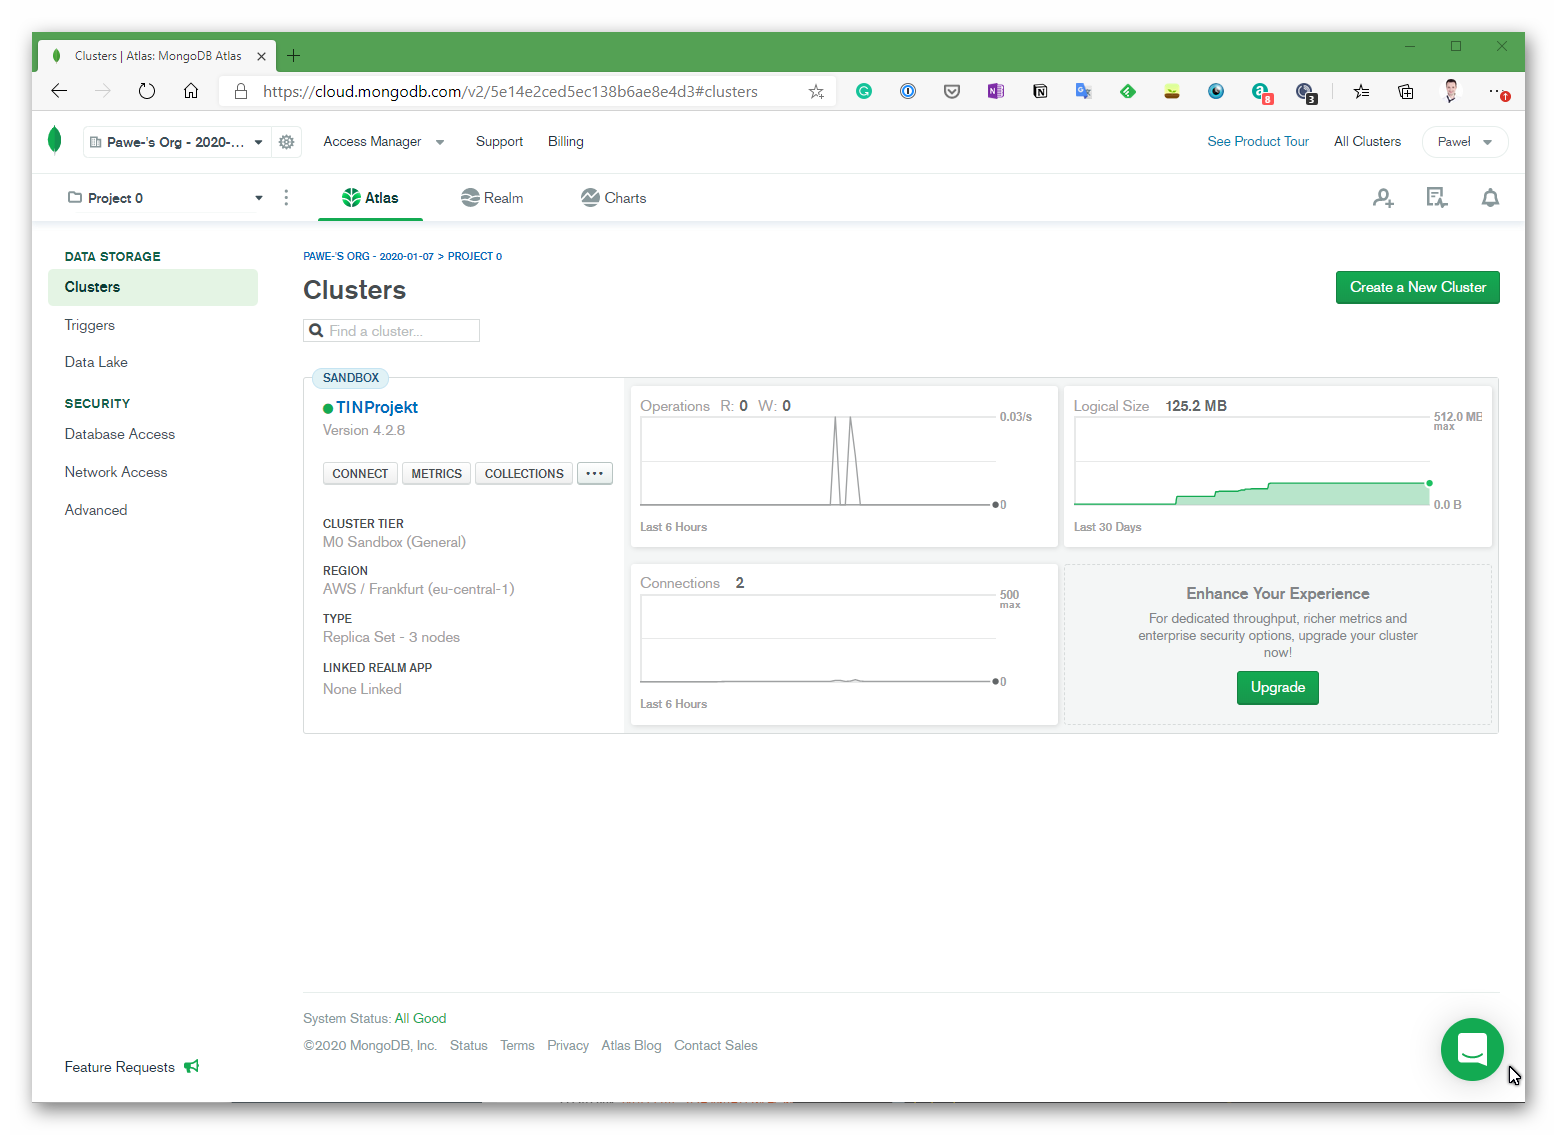 Clusters | Atlas: MongoDB Atlas
https://cloud.mongodb.com/v2/5e14e2ced5ec138b6ae8e4d3#clusters
8
3
Pawe-'s Org - 2020-...
Access Manager
Support
Billing
See Product Tour
All Clusters
Pawel
Project 0
Atlas
Realm
Charts
DATA STORAGE
Clusters
Triggers
Data Lake
SECURITY
Database Access
Network Access
Advanced
Feature Requests
PAWE-'S ORG - 2020-01-07 > PROJECT 0
Clusters
Create a New Cluster
Find a cluster...
SANDBOX
TINProjekt
Version 4.2.8
CONNECT
METRICS
COLLECTIONS
...
CLUSTER TIER
M0 Sandbox (General)
REGION
AWS / Frankfurt (eu-central-1)
TYPE
Replica Set - 3 nodes
LINKED REALM APP
None Linked
Operations R: 0 W: 0
0.03/s
0
Last 6 Hours
Logical Size 125.2 MB
512.0 MB
max
0.0 B
Last 30 Days
Connections 2
500
max
0
Last 6 Hours
Enhance Your Experience
For dedicated throughput, richer metrics and
enterprise security options, upgrade your cluster
now!
Upgrade
System Status: All Good
©2020 MongoDB, Inc. Status Terms Privacy Atlas Blog Contact Sales